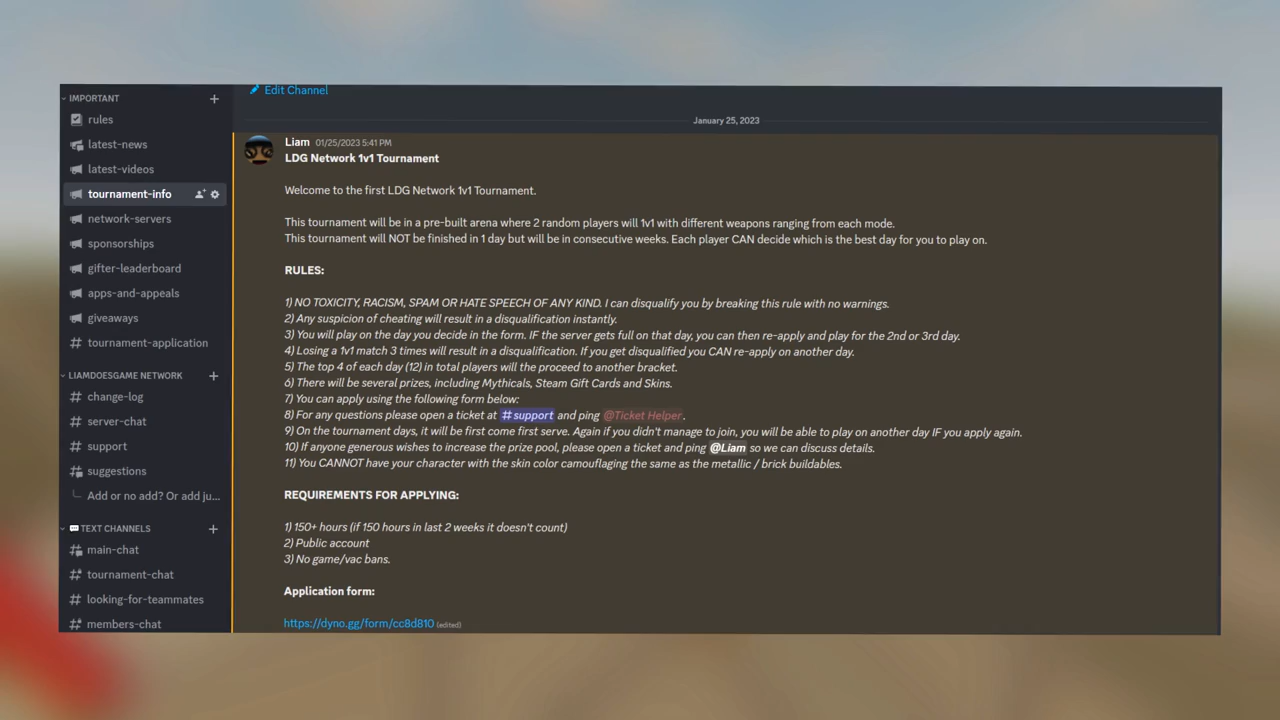 IMPORTANT
rules
latest-news
latest-videos
tournament-info
network-servers
sponsorships
gifter-leaderboard
apps-and-appeals
giveaways
tournament-application
LIAMDOESGAME NETWORK
change-log
server-chat
support
suggestions
Add or no add? Or add ju...
TEXT CHANNELS
main-chat
tournament-chat
looking-for-teammates
members-chat
Edit Channel
January 25, 2023
Liam 01/25/2023 5:41 PM
LDG Network 1v1 Tournament
Welcome to the first LDG Network 1v1 Tournament.
This tournament will be in a pre-built arena where 2 random players will 1v1 with different weapons ranging from each mode.
This tournament will NOT be finished in 1 day but will be in consecutive weeks. Each player CAN decide which is the best day for you to play on.
RULES:
1) NO TOXICITY, RACISM, SPAM OR HATE SPEECH OF ANY KIND. I can disqualify you by breaking this rule with no warnings.
2) Any suspicion of cheating will result in a disqualification instantly.
3) You will play on the day you decide in the form. IF the server gets full on that day, you can then re-apply and play for the 2nd or 3rd day.
4) Losing a 1v1 match 3 times will result in a disqualification. If you get disqualified you CAN re-apply on another day.
5) The top 4 of each day (12) in total players will the proceed to another bracket.
6) There will be several prizes, including Mythicals, Steam Gift Cards and Skins.
7) You can apply using the following form below:
8) For any questions please open a ticket at #support and ping @Ticket Helper.
9) On the tournament days, it will be first come first serve. Again if you didn't manage to join, you will be able to play on another day IF you apply again.
10) If anyone generous wishes to increase the prize pool, please open a ticket and ping @Liam so we can discuss details.
11) You CANNOT have your character with the skin color camouflaging the same as the metallic / brick buildables.
REQUIREMENTS FOR APPLYING:
1) 150+ hours (if 150 hours in last 2 weeks it doesn't count)
2) Public account
3) No game/vac bans.
Application form:
https://dyno.gg/form/cc8d810 (edited)